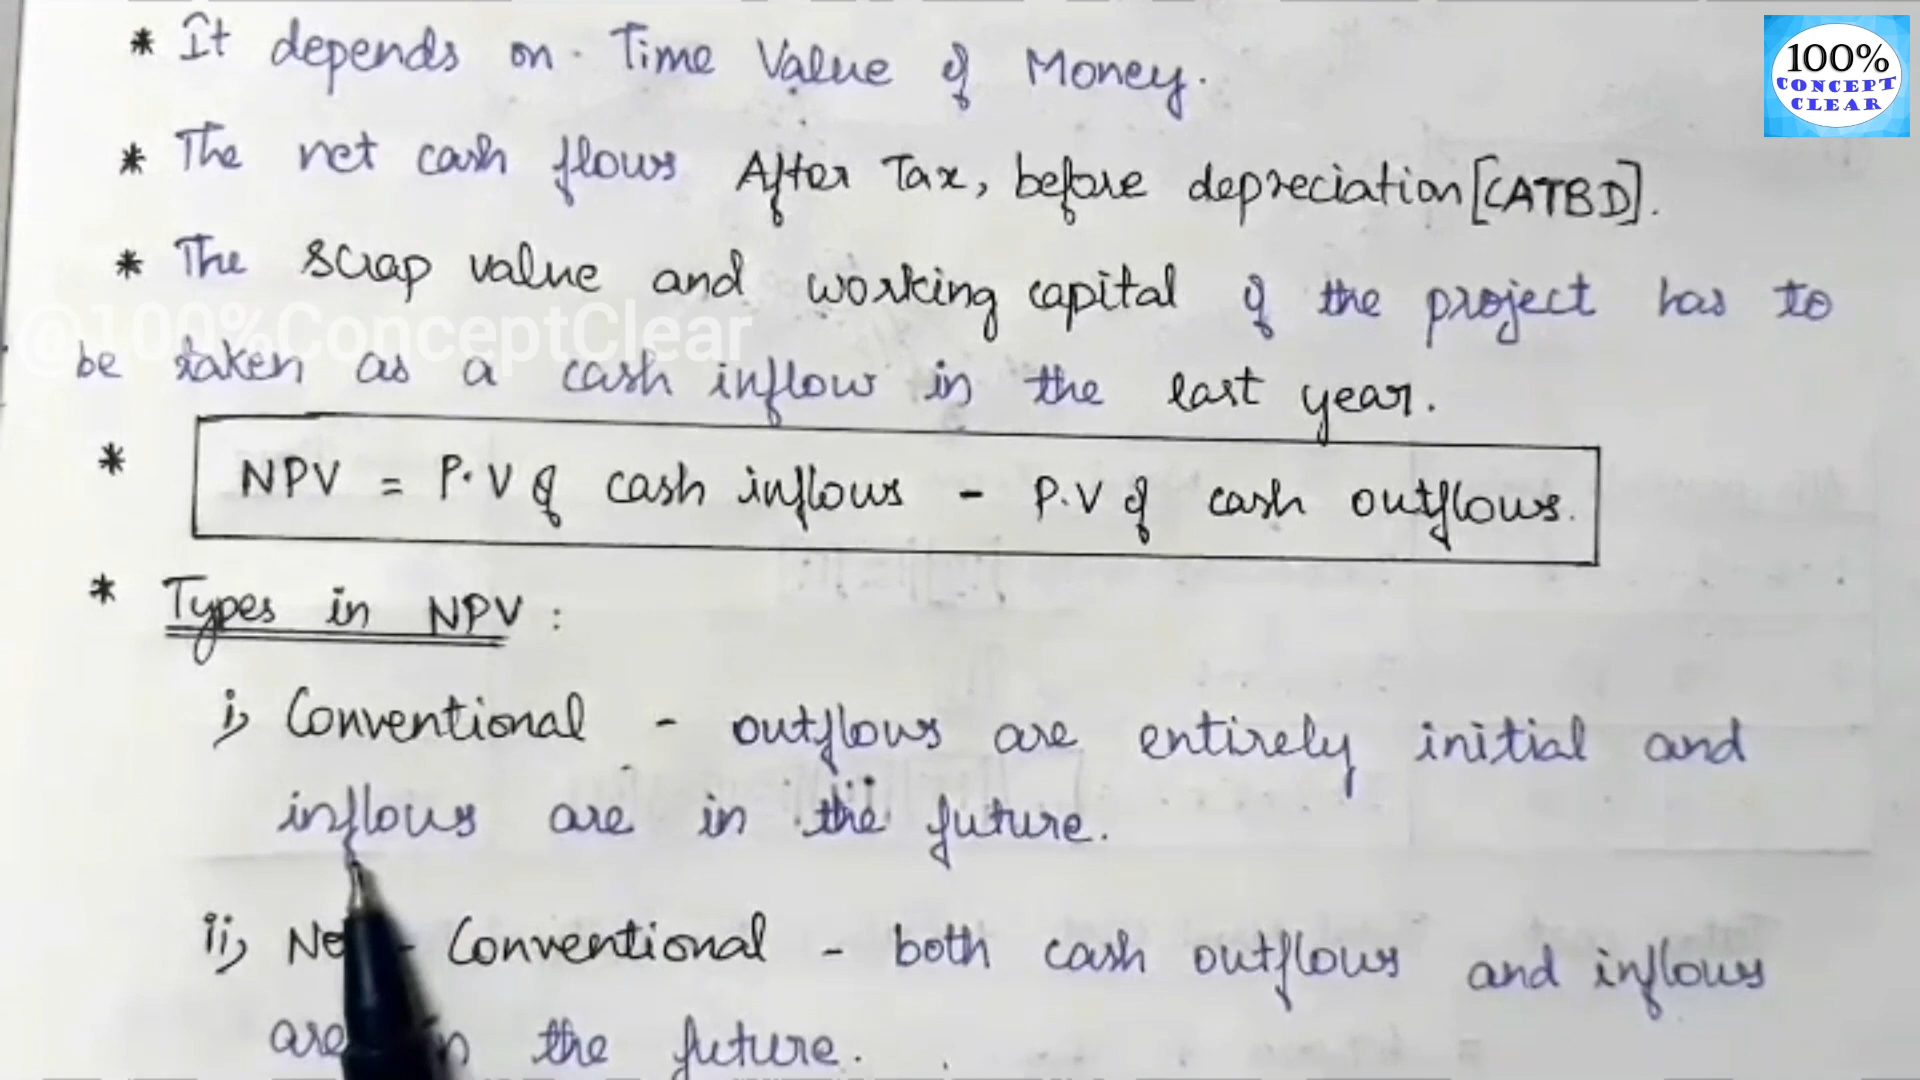 * It depends on Time Value of Money.
* The net cash flows After Tax, before depreciation [CATBD].
* The scrap value and working capital of the project has to
be taken as a cash inflow in the last year.
* NPV = P.V of cash inflows - P.V of cash outflows.
* Types in NPV :
i) Conventional - outflows are entirely initial and
inflows are in the future.
ii) - Conventional - both cash outflows and inflows
are the future.
100%
CONCEPT
CLEAR
@100%ConceptClear